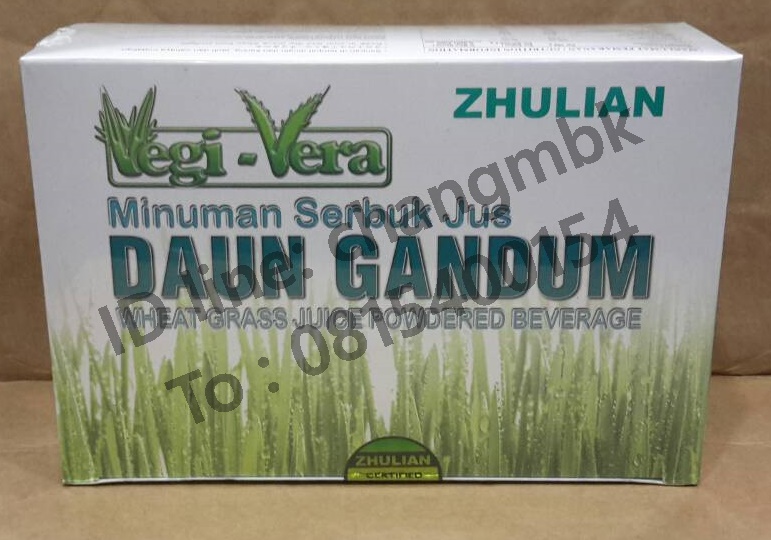 ZHULIAN
Vegi-Vera
Minuman Serbuk Jus
DAUN GANDUM
WHEAT GRASS JUICE POWDERED BEVERAGE
ID line: changmbk
To : 0815400154
ZHULIAN
CERTIFIED